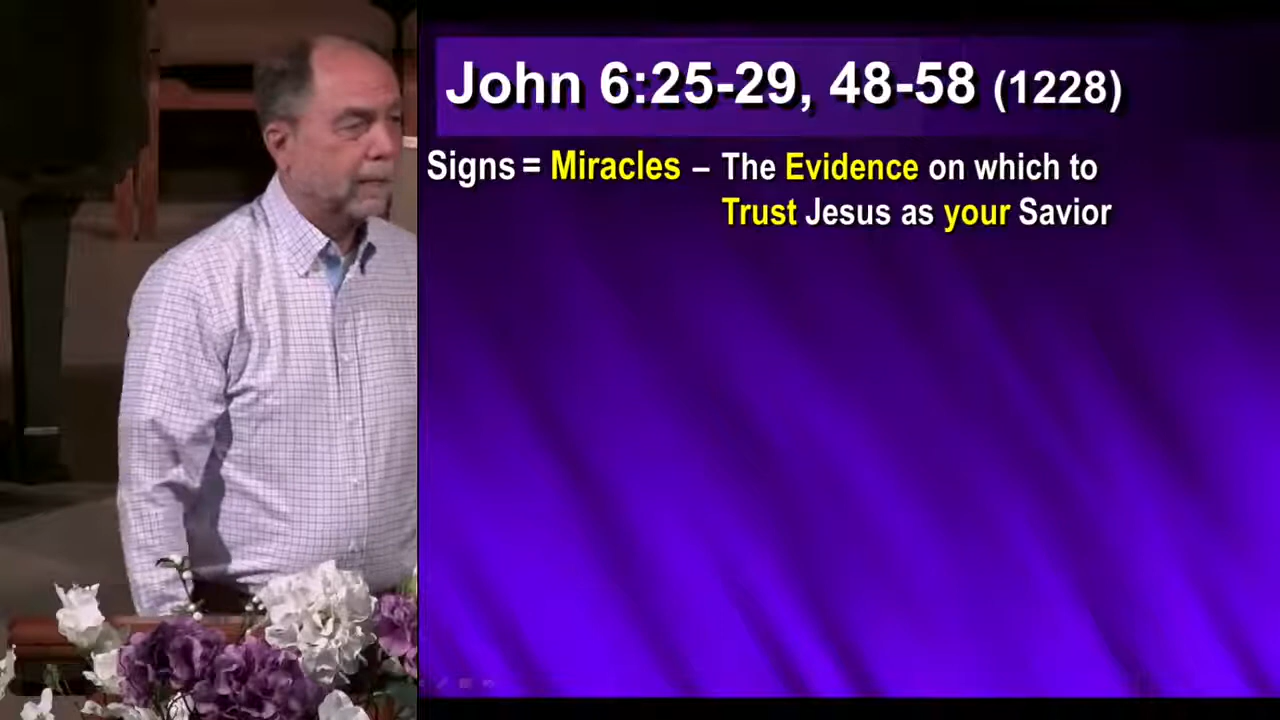 John 6:25-29, 48-58 (1228)
Signs = Miracles – The Evidence on which to
Trust Jesus as your Savior